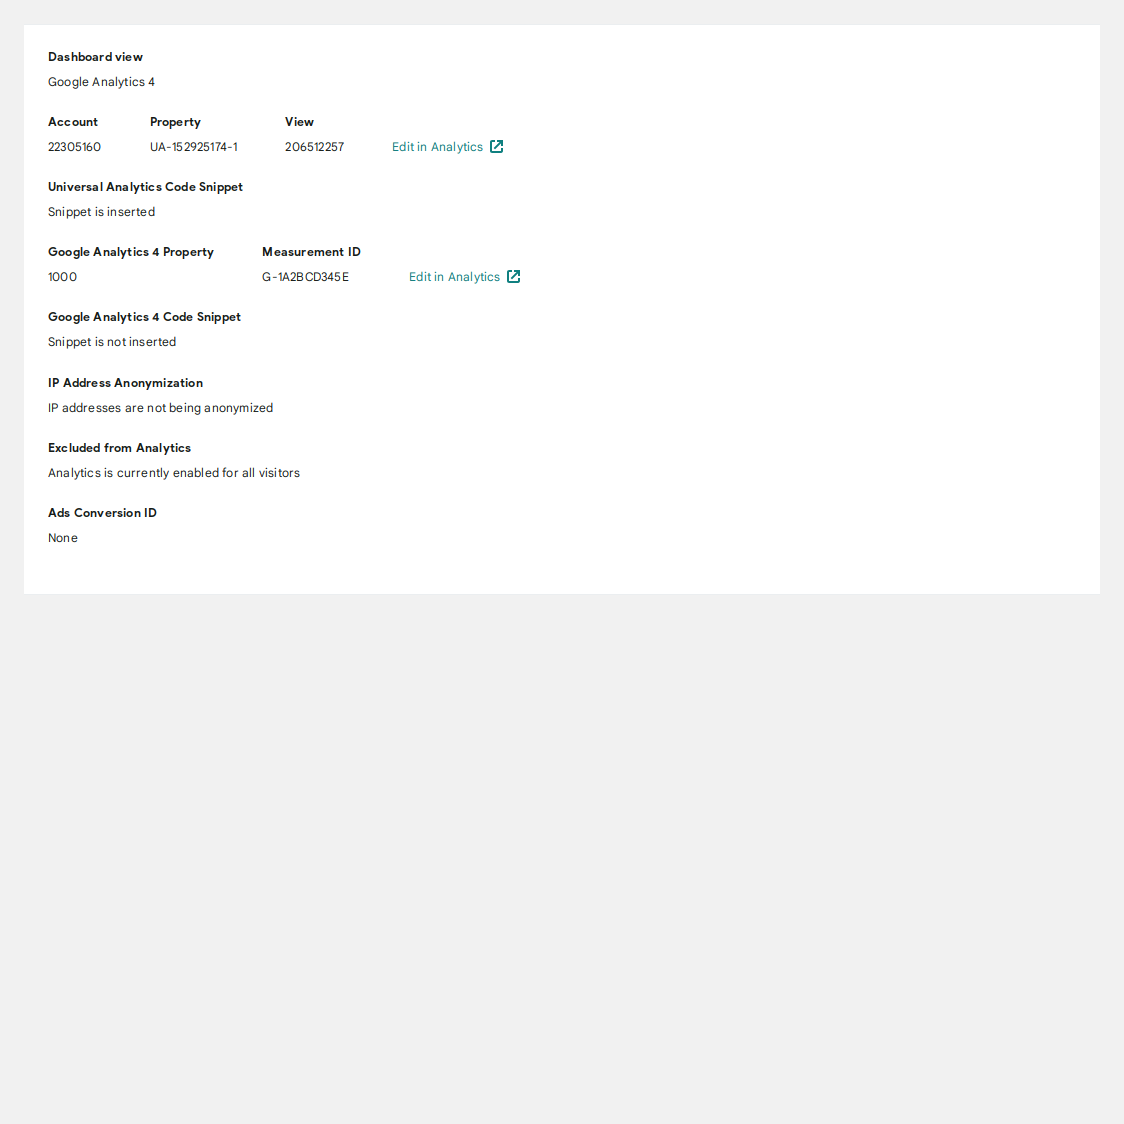 Dashboard view
Google Analytics 4
Account Property View
22305160 UA-152925174-1 206512257 Edit in Analytics
Universal Analytics Code Snippet
Snippet is inserted
Google Analytics 4 Property Measurement ID
1000 G-1A2BCD345E Edit in Analytics
Google Analytics 4 Code Snippet
Snippet is not inserted
IP Address Anonymization
IP addresses are not being anonymized
Excluded from Analytics
Analytics is currently enabled for all visitors
Ads Conversion ID
None